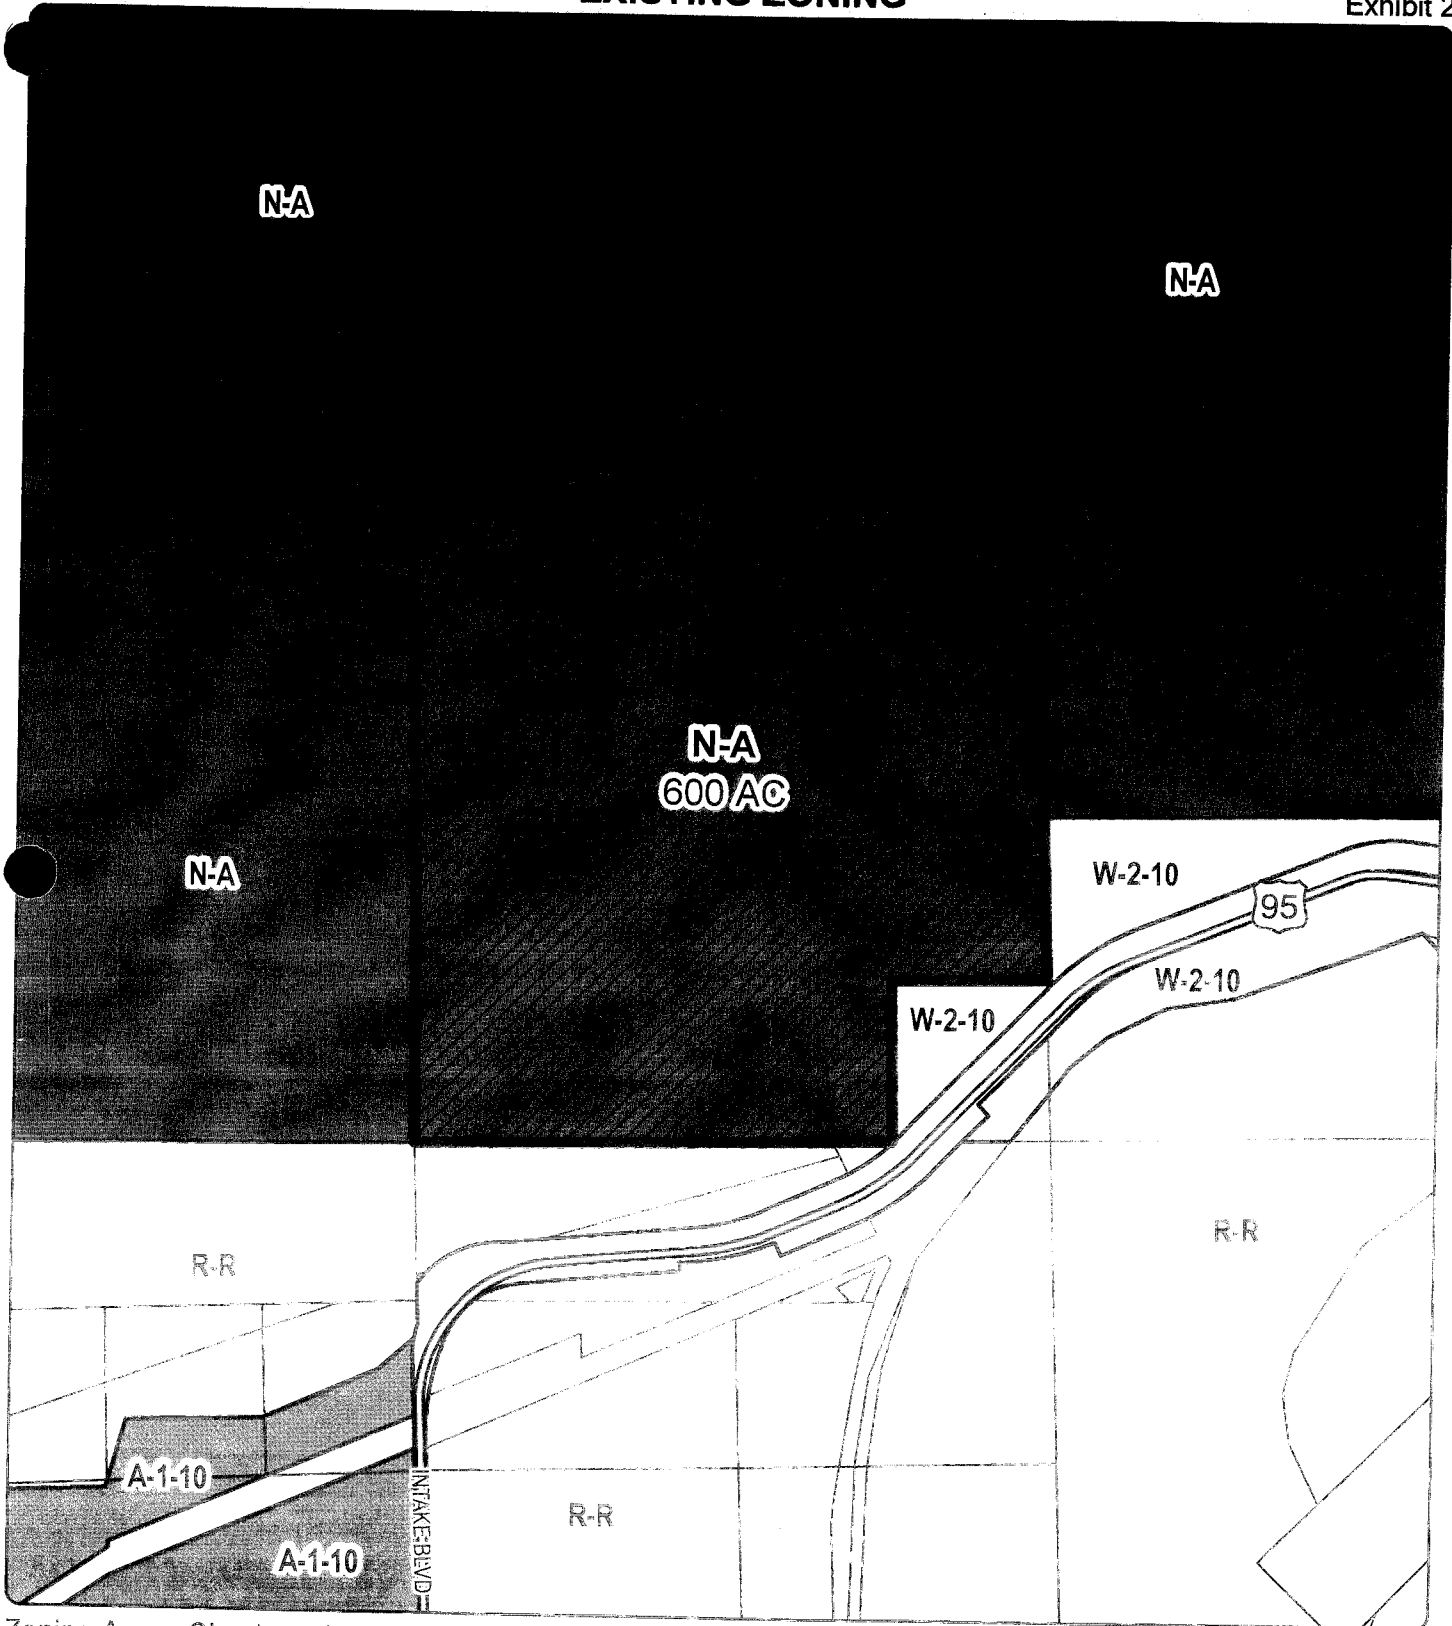 EXISTING ZONING
Exhibit 2
N-A
N-A
N-A
600 AC
N-A
W-2-10
95
W-2-10
W-2-10
R-R
R-R
A-1-10
R-R
A-1-10
INTAKE BLVD